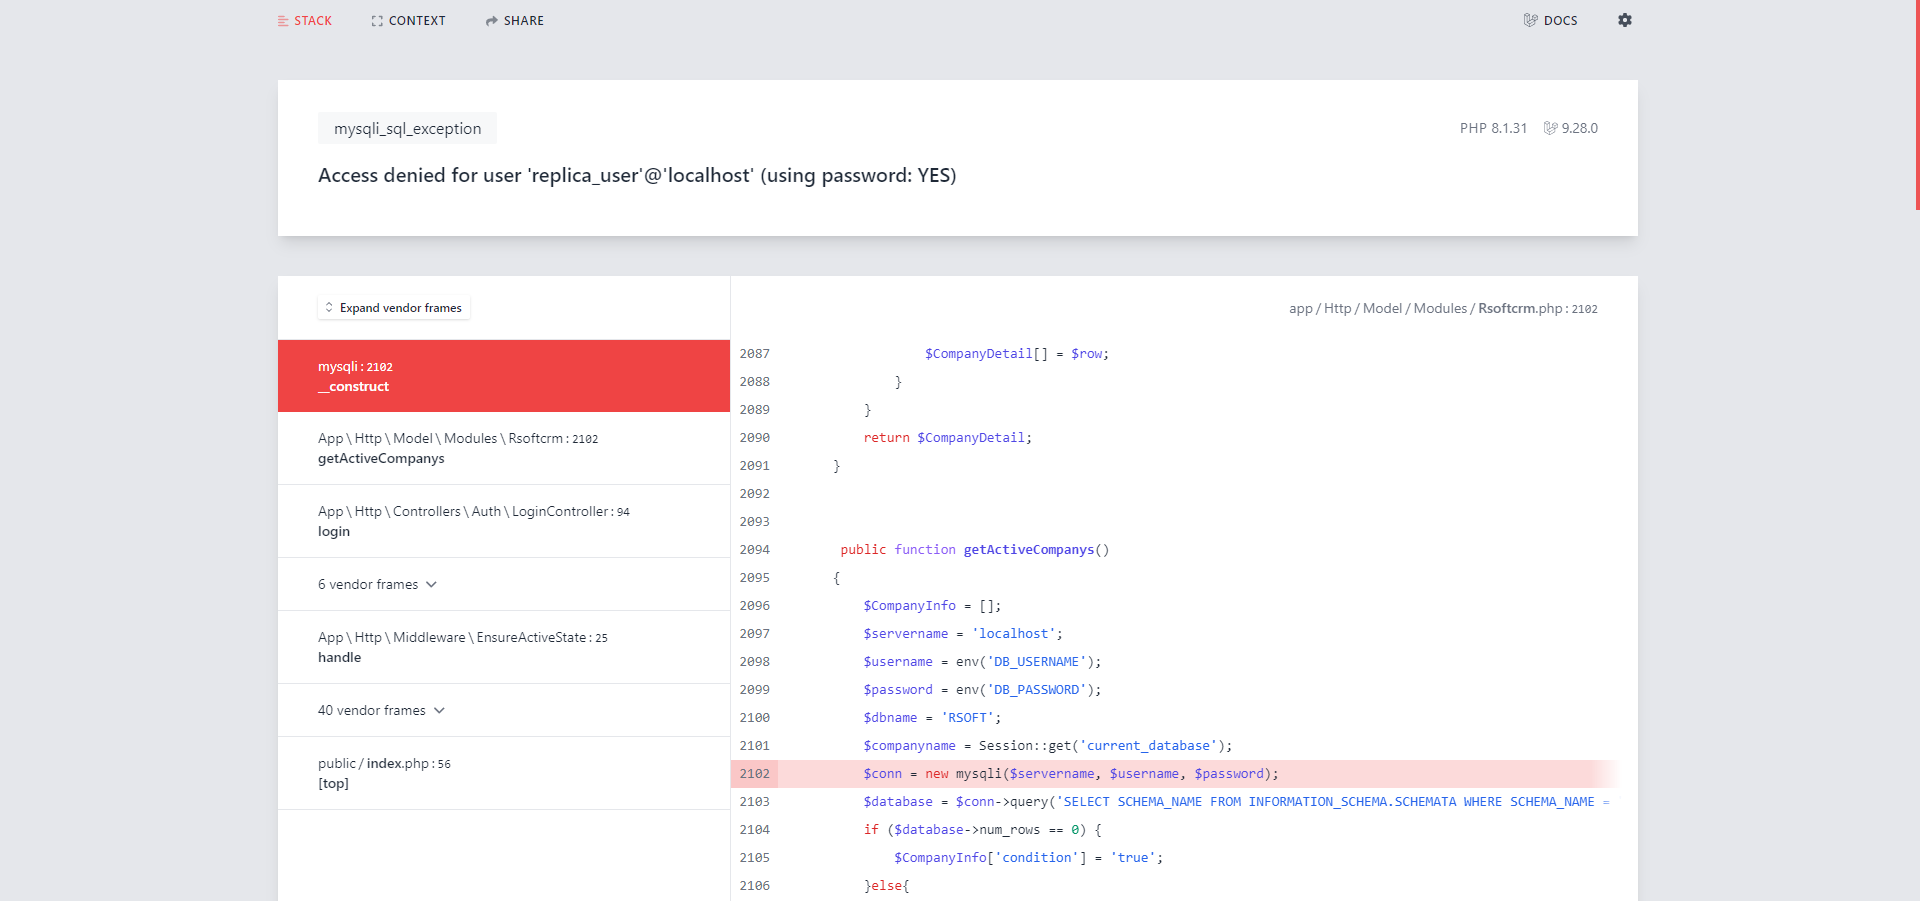 STACK CONTEXT SHARE DOCS
mysqli_sql_exception PHP 8.1.31 9.28.0
Access denied for user 'replica_user'@'localhost' (using password: YES)
Expand vendor frames
mysqli : 2102
__construct
App \ Http \ Model \ Modules \ Rsoftcrm : 2102
getActiveCompanys
App \ Http \ Controllers \ Auth \ LoginController : 94
login
6 vendor frames
App \ Http \ Middleware \ EnsureActiveState : 25
handle
40 vendor frames
public / index.php : 56
[top]
app / Http / Model / Modules / Rsoftcrm.php : 2102
2087 $CompanyDetail[] = $row;
2088 }
2089 }
2090 return $CompanyDetail;
2091 }
2092
2093
2094 public function getActiveCompanys()
2095 {
2096 $CompanyInfo = [];
2097 $servername = 'localhost';
2098 $username = env('DB_USERNAME');
2099 $password = env('DB_PASSWORD');
2100 $dbname = 'RSOFT';
2101 $companyname = Session::get('current_database');
2102 $conn = new mysqli($servername, $username, $password);
2103 $database = $conn->query('SELECT SCHEMA_NAME FROM INFORMATION_SCHEMA.SCHEMATA WHERE SCHEMA_NAME =
2104 if ($database->num_rows == 0) {
2105 $CompanyInfo['condition'] = 'true';
2106 }else{